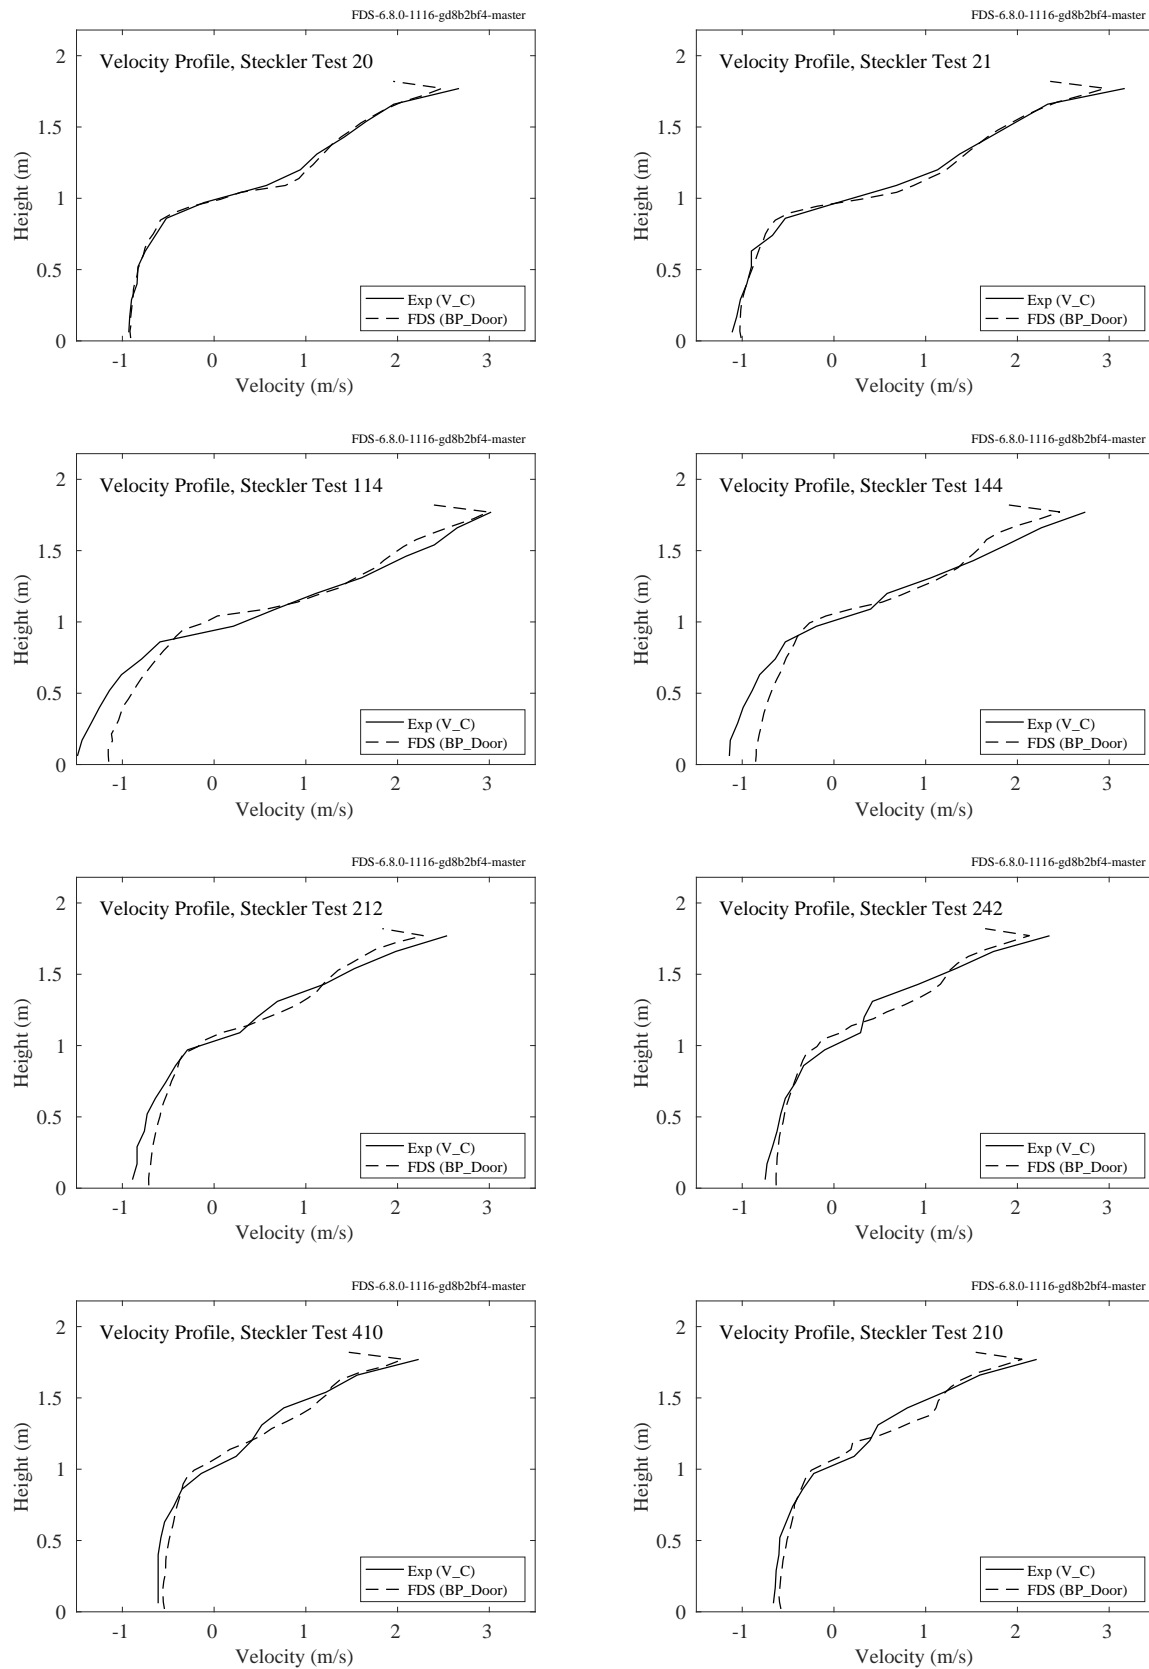 FDS-6.8.0-1116-gd8b2bf4-master
Velocity Profile, Steckler Test 20
2
1.5
1
0.5
0
Height (m)
Exp (V_C)
FDS (BP_Door)
-1 0 1 2 3
Velocity (m/s)
FDS-6.8.0-1116-gd8b2bf4-master
Velocity Profile, Steckler Test 21
2
1.5
1
0.5
0
Height (m)
Exp (V_C)
FDS (BP_Door)
-1 0 1 2 3
Velocity (m/s)
FDS-6.8.0-1116-gd8b2bf4-master
Velocity Profile, Steckler Test 114
2
1.5
1
0.5
0
Height (m)
Exp (V_C)
FDS (BP_Door)
-1 0 1 2 3
Velocity (m/s)
FDS-6.8.0-1116-gd8b2bf4-master
Velocity Profile, Steckler Test 144
2
1.5
1
0.5
0
Height (m)
Exp (V_C)
FDS (BP_Door)
-1 0 1 2 3
Velocity (m/s)
FDS-6.8.0-1116-gd8b2bf4-master
Velocity Profile, Steckler Test 212
2
1.5
1
0.5
0
Height (m)
Exp (V_C)
FDS (BP_Door)
-1 0 1 2 3
Velocity (m/s)
FDS-6.8.0-1116-gd8b2bf4-master
Velocity Profile, Steckler Test 242
2
1.5
1
0.5
0
Height (m)
Exp (V_C)
FDS (BP_Door)
-1 0 1 2 3
Velocity (m/s)
FDS-6.8.0-1116-gd8b2bf4-master
Velocity Profile, Steckler Test 410
2
1.5
1
0.5
0
Height (m)
Exp (V_C)
FDS (BP_Door)
-1 0 1 2 3
Velocity (m/s)
FDS-6.8.0-1116-gd8b2bf4-master
Velocity Profile, Steckler Test 210
2
1.5
1
0.5
0
Height (m)
Exp (V_C)
FDS (BP_Door)
-1 0 1 2 3
Velocity (m/s)